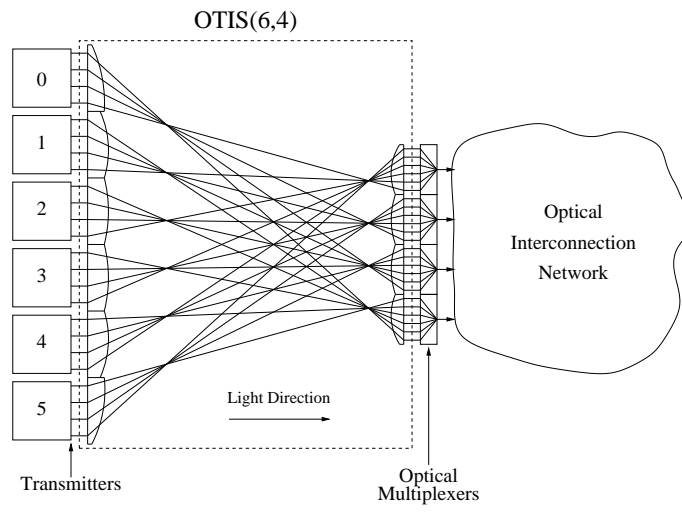 OTIS(6,4)
0
1
2
3
4
5
Optical
Interconnection
Network
Light Direction
Transmitters
Optical
Multiplexers